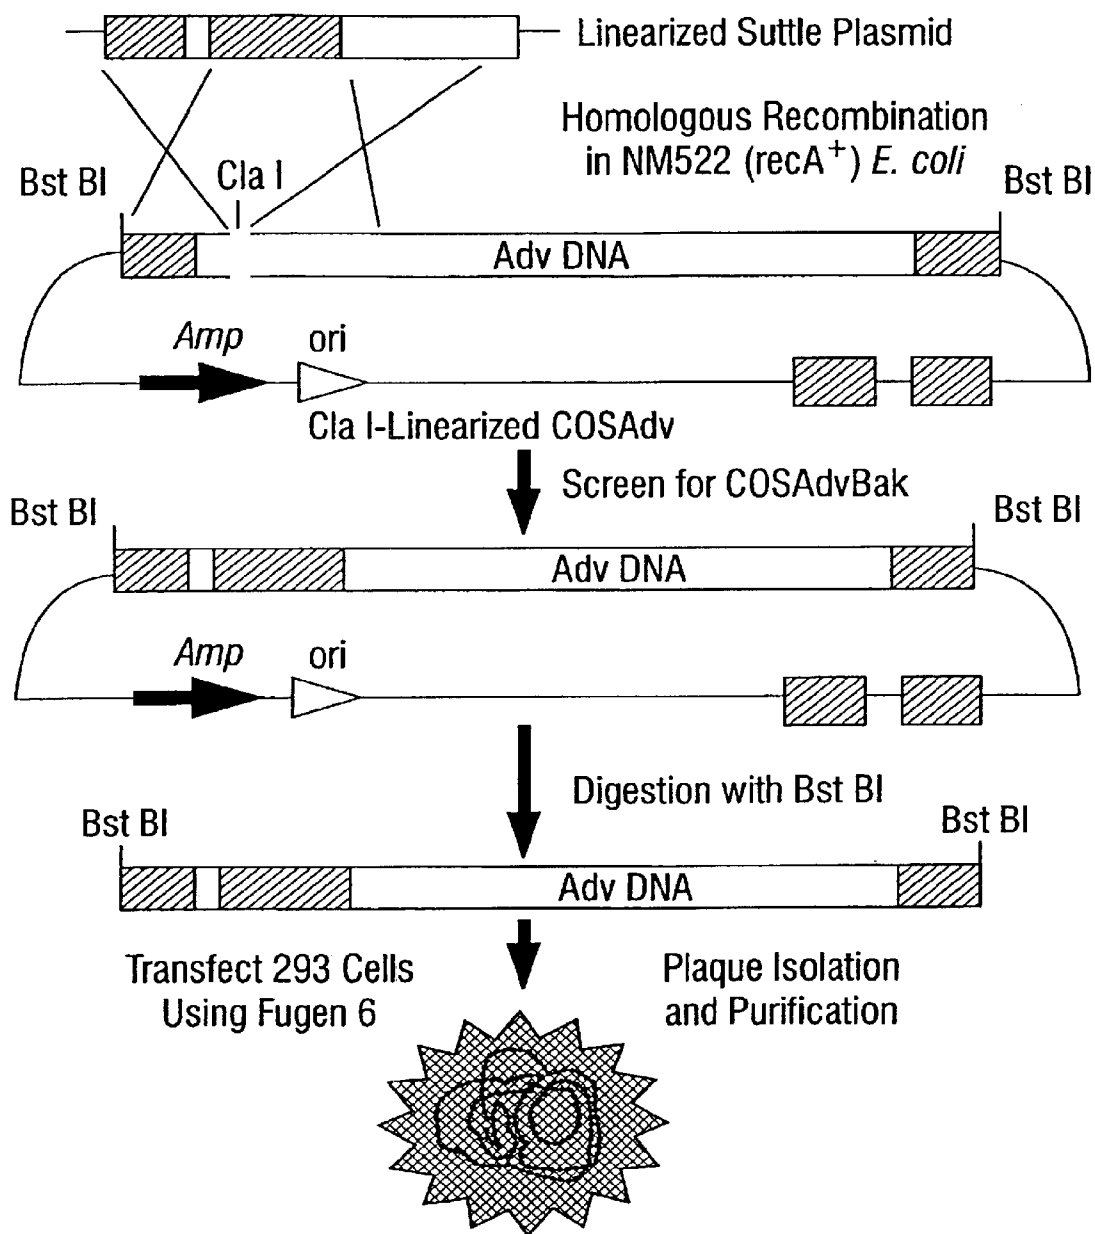 Linearized Suttle Plasmid
Homologous Recombination
in NM522 (recA+) E. coli
Bst BI
Cla I
Bst BI
Adv DNA
Amp
ori
Cla I-Linearized COSAdv
Screen for COSAdvBak
Bst BI
Bst BI
Adv DNA
Amp
ori
Digestion with Bst BI
Bst BI
Bst BI
Adv DNA
Transfect 293 Cells
Using Fugen 6
Plaque Isolation
and Purification